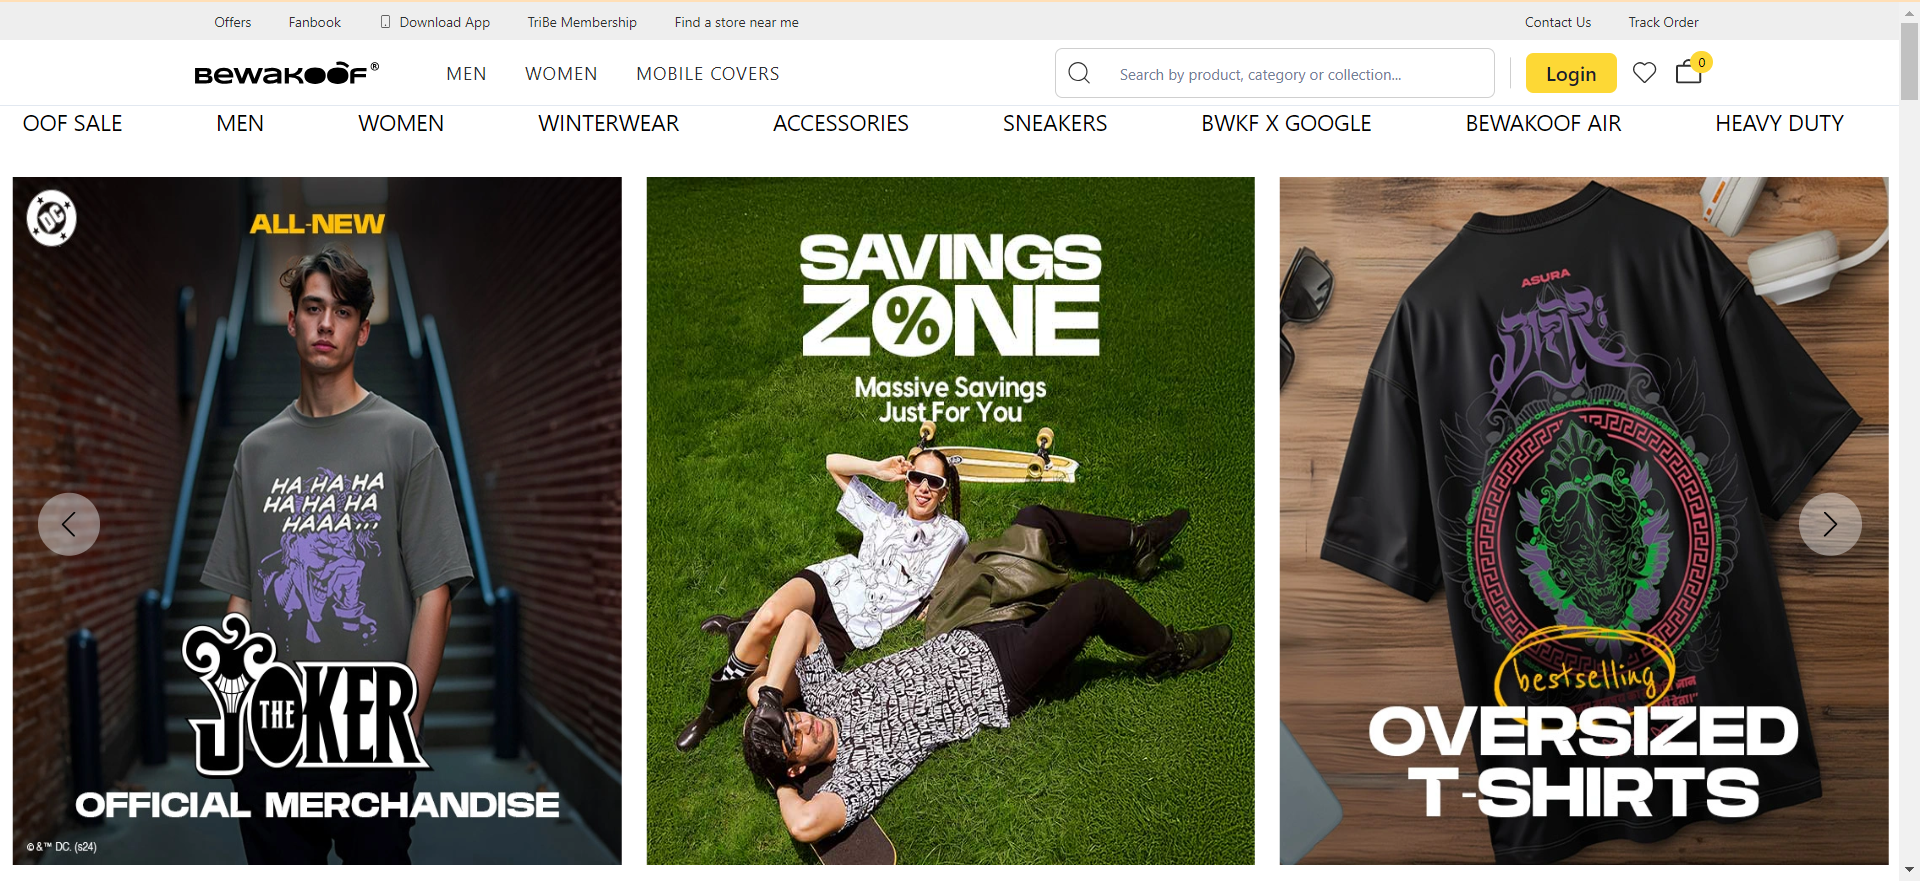 Offers Fanbook Download App TriBe Membership Find a store near me Contact Us Track Order
BEWAKOOF® MEN WOMEN MOBILE COVERS Search by product, category or collection... Login 0
OOF SALE MEN WOMEN WINTERWEAR ACCESSORIES SNEAKERS BWKF X GOOGLE BEWAKOOF AIR HEAVY DUTY
DC
ALL-NEW
HA HA HA
HA HA HA
HAAA...
THE JOKER
OFFICIAL MERCHANDISE
©&™ DC. (s24)
SAVINGS
ZONE
%
Massive Savings
Just For You
ASURA
bestselling
OVERSIZED
T-SHIRTS